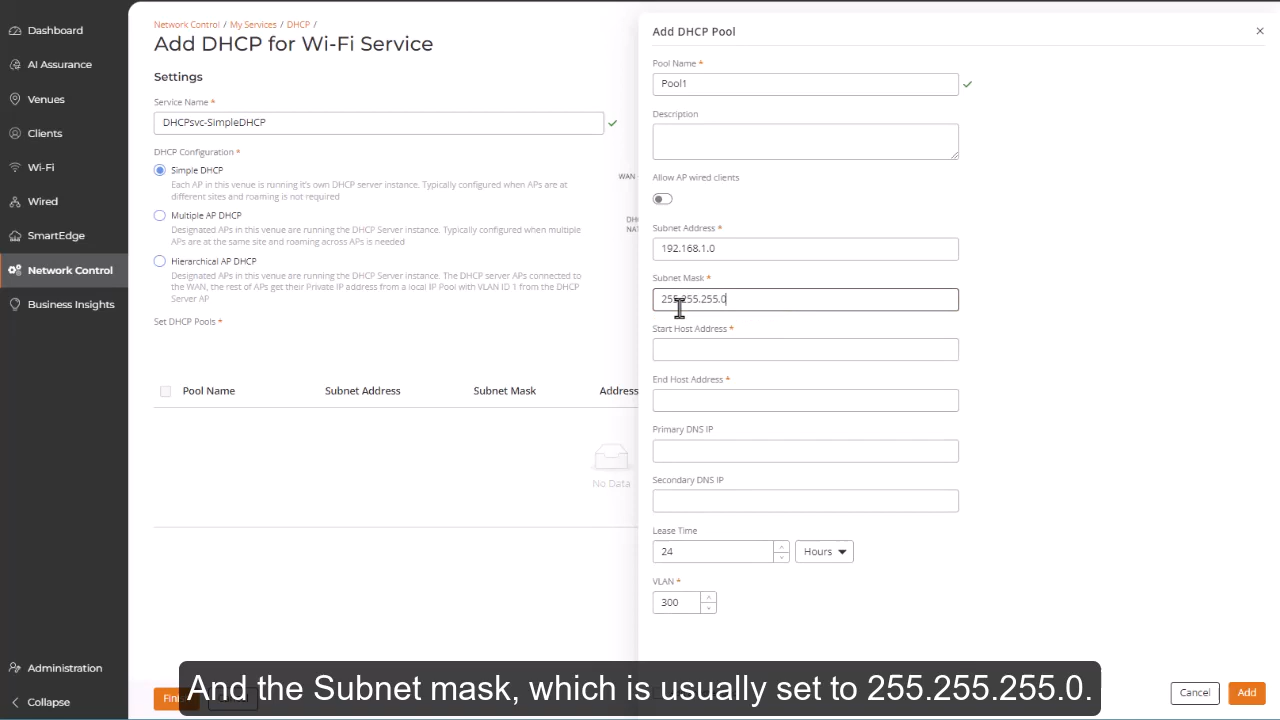 Dashboard
AI Assurance
Venues
Clients
Wi-Fi
Wired
SmartEdge
Network Control
Business Insights
Administration
Collapse
Network Control / My Services / DHCP /
Add DHCP for Wi-Fi Service
Settings
Service Name *
DHCPsvc-SimpleDHCP
DHCP Configuration *
Simple DHCP
Each AP in this venue is running it's own DHCP server instance. Typically configured when APs are at
different sites and roaming is not required
Multiple AP DHCP
Designated APs in this venue are running the DHCP Server instance. Typically configured when multiple
APs are at the same site and roaming across APs is needed
Hierarchical AP DHCP
Designated APs in this venue are running the DHCP Server instance. The DHCP server APs connected to
the WAN, the rest of APs get their Private IP address from a local IP Pool with VLAN ID 1 from the DHCP
Server AP
WAN
Set DHCP Pools *
Pool Name Subnet Address Subnet Mask Address
No Data
Add DHCP Pool
Pool Name *
Pool1
Description
Allow AP wired clients
Subnet Address *
192.168.1.0
Subnet Mask *
255.255.255.0
Start Host Address *
End Host Address *
Primary DNS IP
Secondary DNS IP
Lease Time
24 Hours
VLAN *
300
Cancel Add
And the Subnet mask, which is usually set to 255.255.255.0.